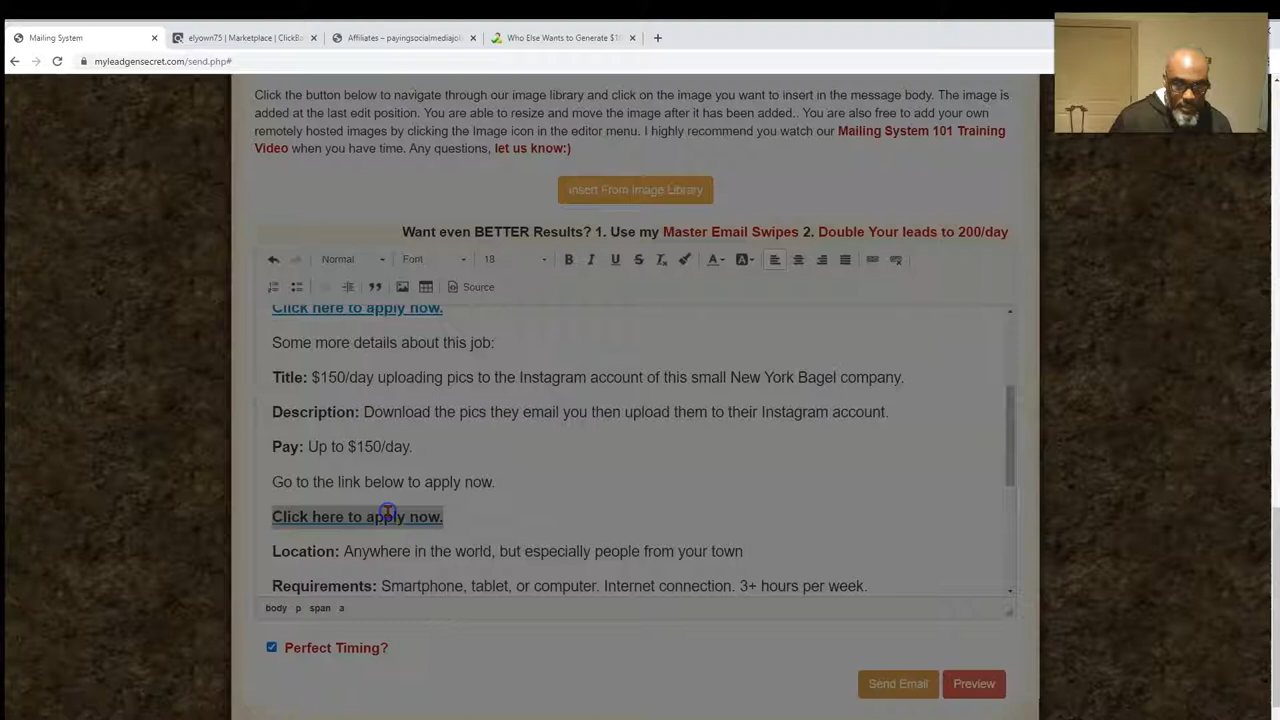 Mailing System
elyown75 | Marketplace | ClickBa
Affiliates – payingsocialmediajob
Who Else Wants to Generate $10
myleadgensecret.com/send.php#
Click the button below to navigate through our image library and click on the image you want to insert in the message body. The image is
added at the last edit position. You are able to resize and move the image after it has been added.. You are also free to add your own
remotely hosted images by clicking the Image icon in the editor menu. I highly recommend you watch our Mailing System 101 Training
Video when you have time. Any questions, let us know:)
Insert From Image Library
Want even BETTER Results? 1. Use my Master Email Swipes 2. Double Your leads to 200/day
Normal Font 18 B I U S Tx A A
Source
Click here to apply now.
Some more details about this job:
Title: $150/day uploading pics to the Instagram account of this small New York Bagel company.
Description: Download the pics they email you then upload them to their Instagram account.
Pay: Up to $150/day.
Go to the link below to apply now.
Click here to apply now.
Location: Anywhere in the world, but especially people from your town
Requirements: Smartphone, tablet, or computer. Internet connection. 3+ hours per week.
body p span a
Perfect Timing?
Send Email Preview